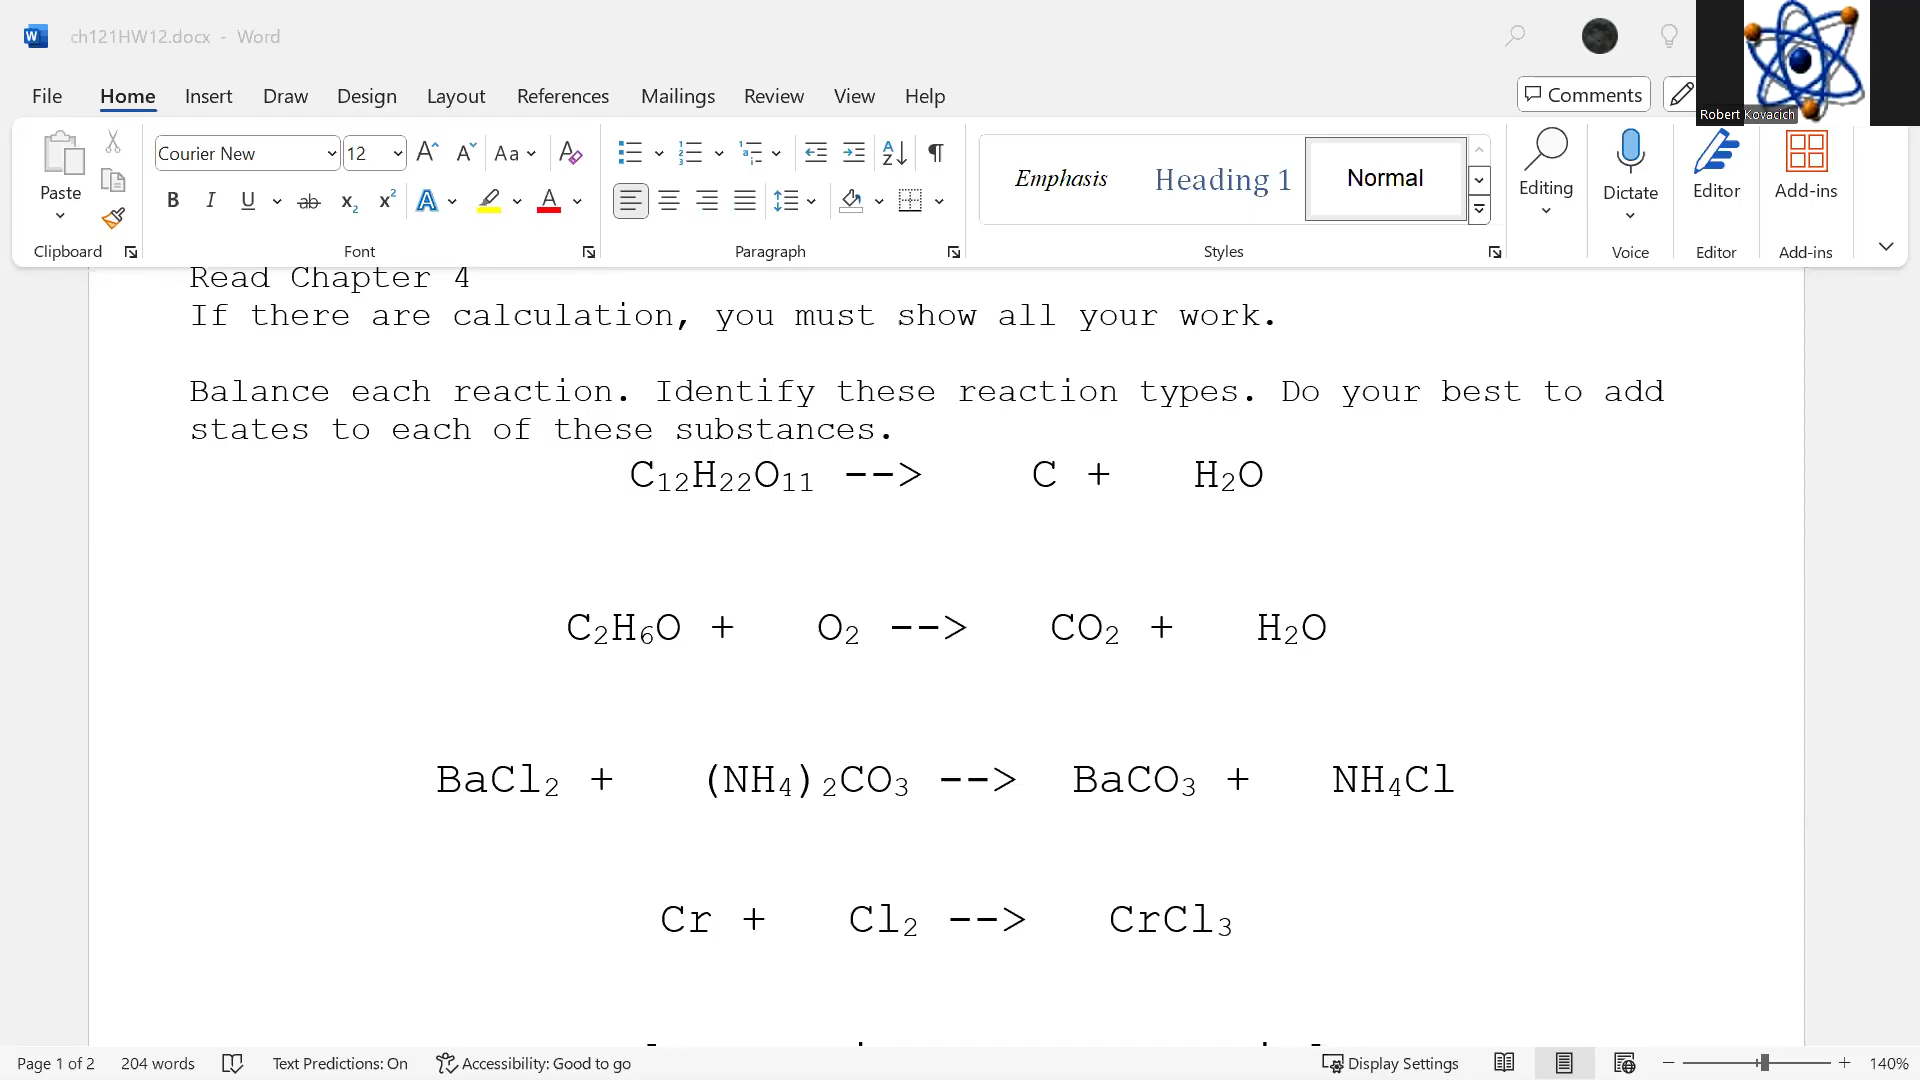 ch121HW12.docx - Word
Robert Kovacich
File Home Insert Draw Design Layout References Mailings Review View Help
Comments
Paste
Clipboard
Courier New 12
Aa
B I U ab x₂ x² A A
Font
Paragraph
Emphasis Heading 1 Normal
Styles
Editing
Dictate
Voice
Editor
Editor
Add-ins
Add-ins
Read Chapter 4
If there are calculation, you must show all your work.
Balance each reaction. Identify these reaction types. Do your best to add
states to each of these substances.
C₁₂H₂₂O₁₁ --> C + H₂O
C₂H₆O + O₂ --> CO₂ + H₂O
BaCl₂ + (NH₄)₂CO₃ --> BaCO₃ + NH₄Cl
Cr + Cl₂ --> CrCl₃
Page 1 of 2 204 words Text Predictions: On Accessibility: Good to go Display Settings 140%